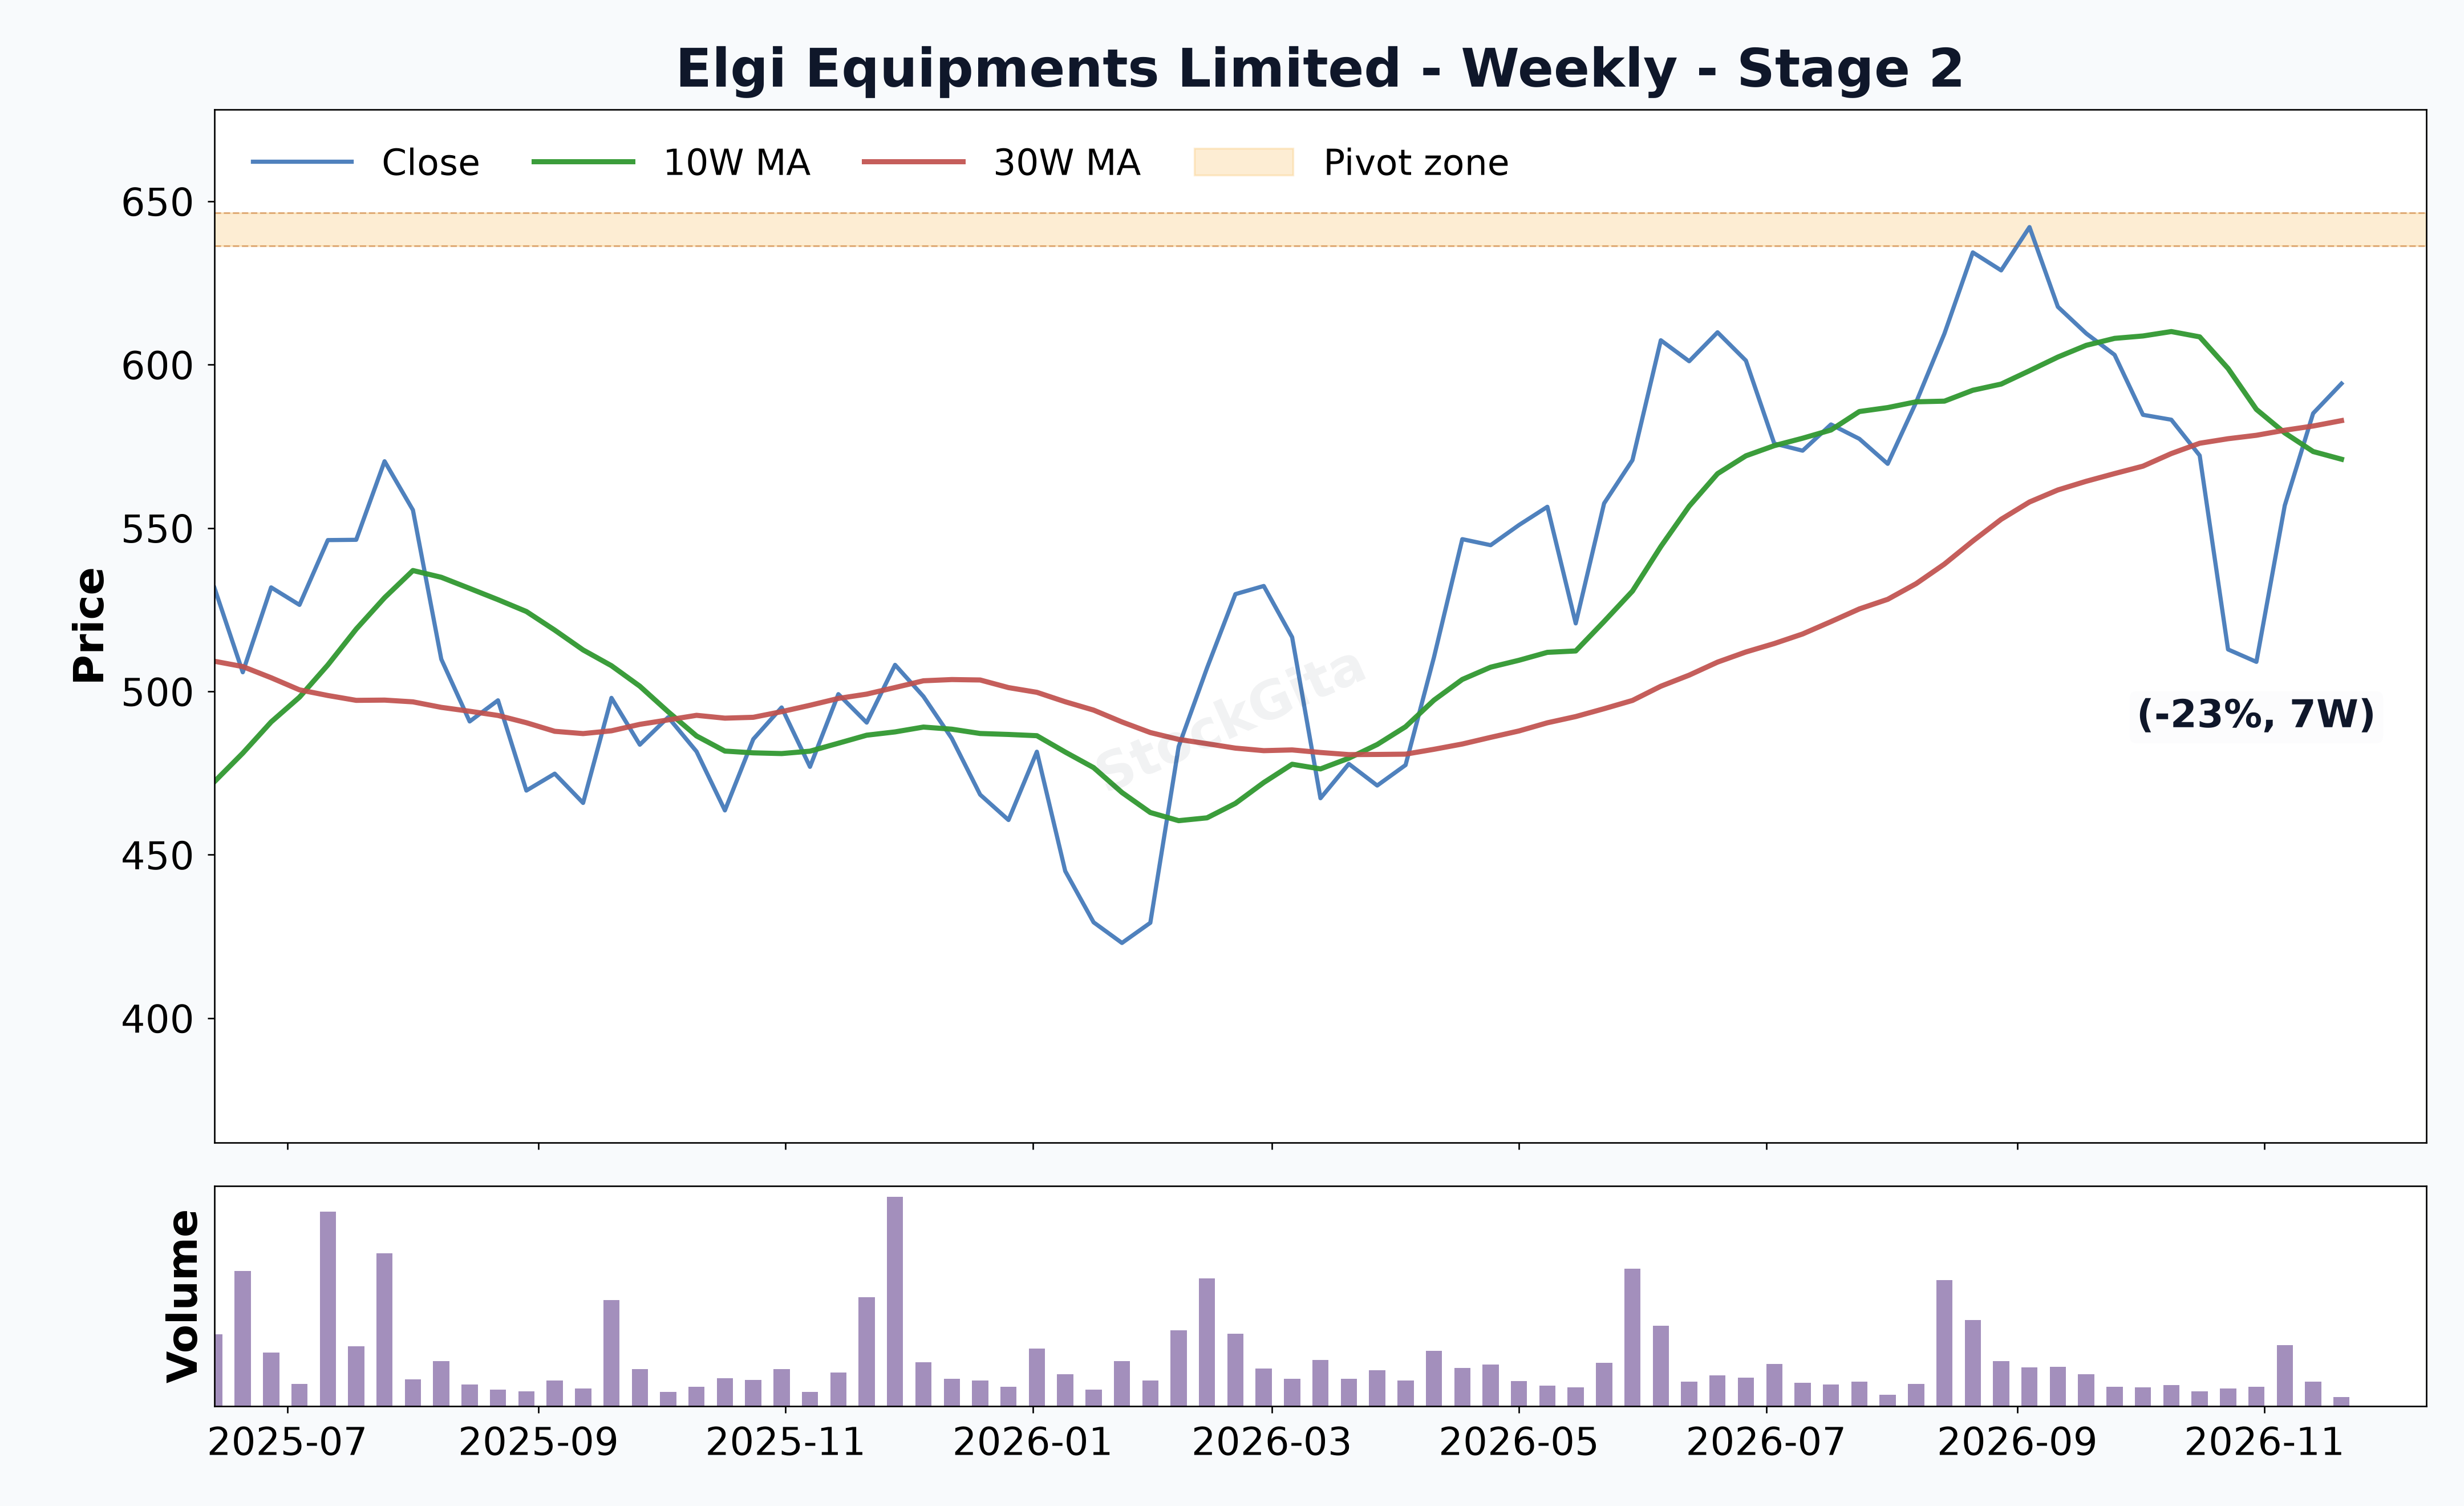 Elgi Equipments Limited - Weekly - Stage 2
Close 10W MA 30W MA Pivot zone
650
600
550
500
450
400
Price
StockGita
(-23%, 7W)
Volume
2025-07 2025-09 2025-11 2026-01 2026-03 2026-05 2026-07 2026-09 2026-11